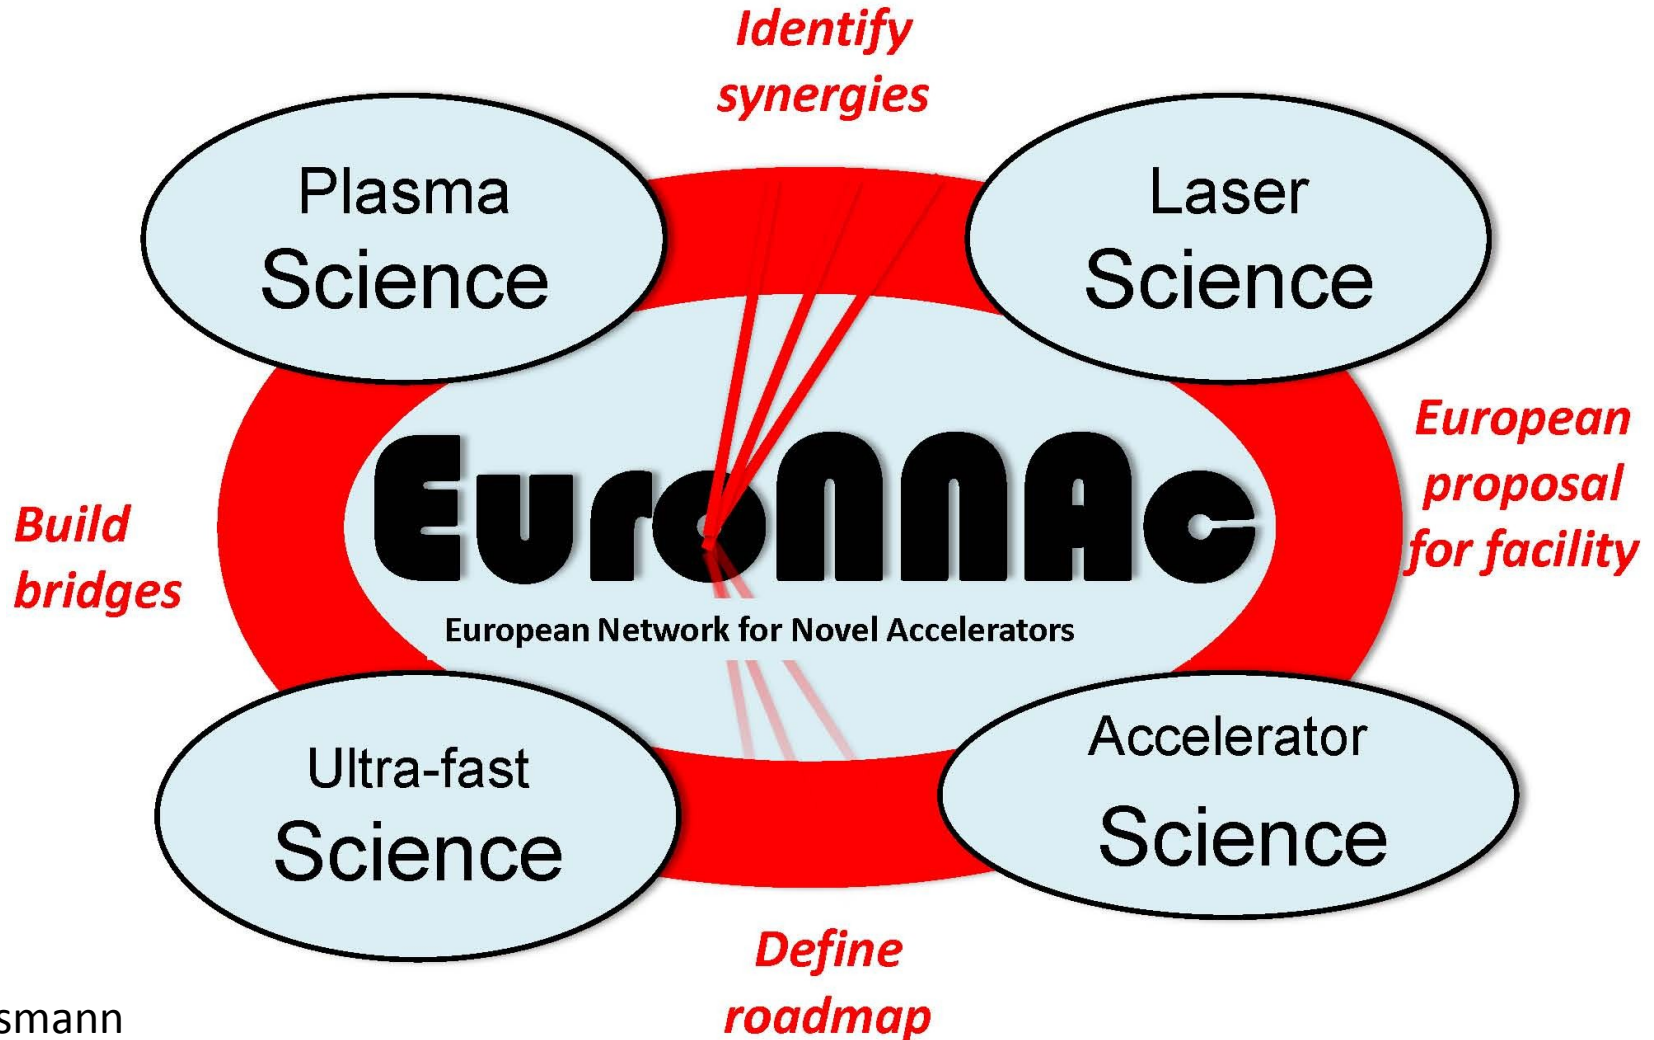 Identify
synergies
Plasma
Science
Laser
Science
European
proposal
for facility
Build
bridges
EuroNNAc
European Network for Novel Accelerators
Ultra-fast
Science
Accelerator
Science
Define
roadmap
smann